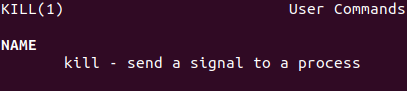 KILL(1) User Commands
NAME
kill - send a signal to a process